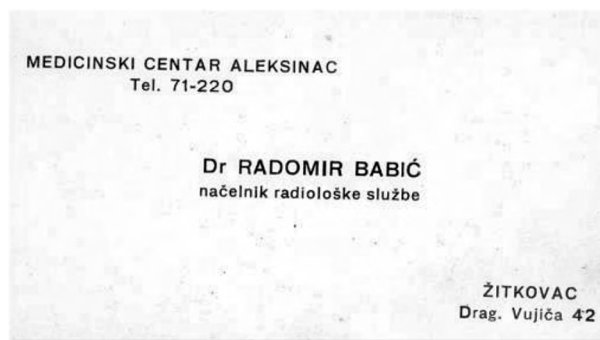 MEDICINSKI CENTAR ALEKSINAC
Tel. 71-220
Dr RADOMIR BABIĆ
načelnik radiološke službe
ŽITKOVAC
Drag. Vujiča 42